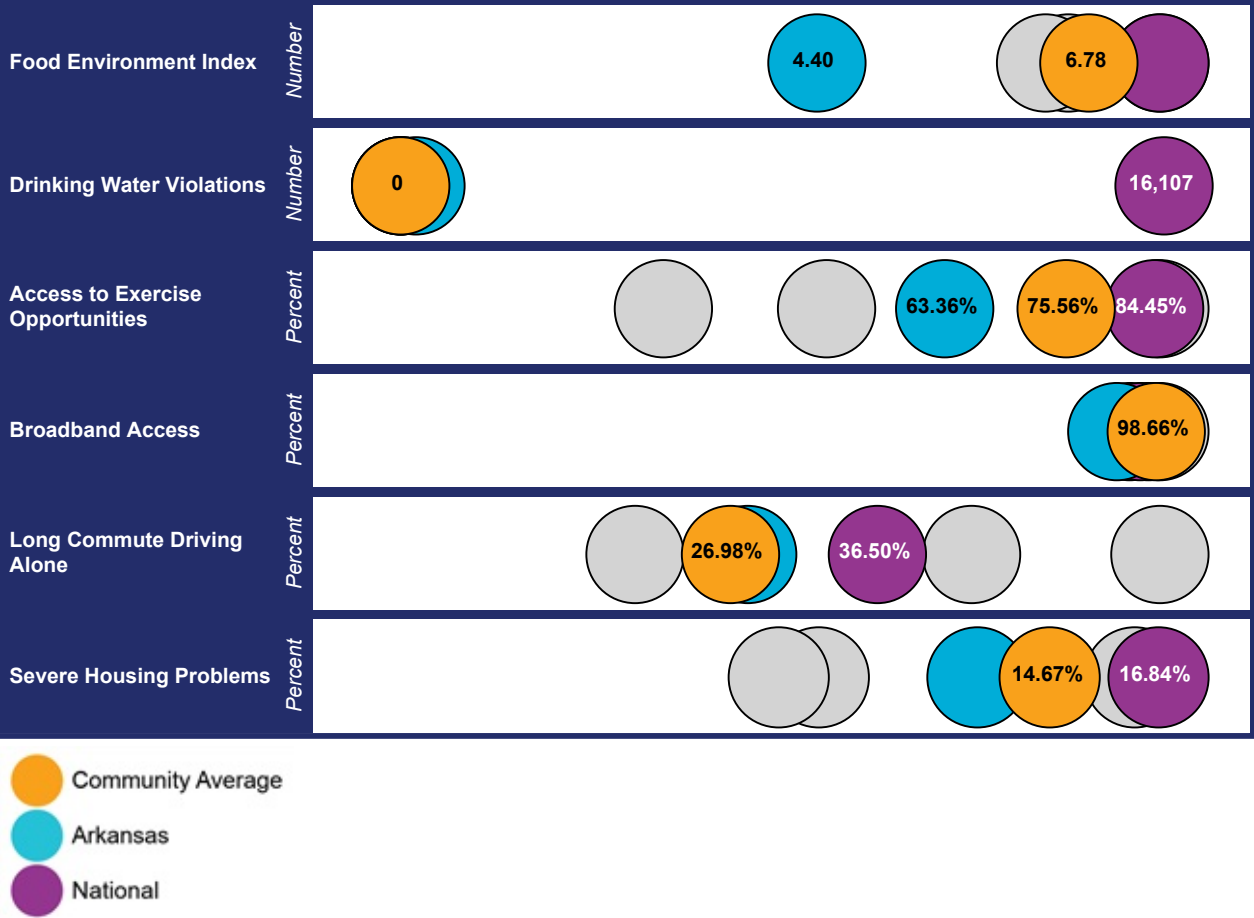 Food Environment Index
Number
4.40
6.78
Drinking Water Violations
Number
0
16,107
Access to Exercise
Opportunities
Percent
63.36%
75.56%
84.45%
Broadband Access
Percent
98.66%
Long Commute Driving
Alone
Percent
26.98%
36.50%
Severe Housing Problems
Percent
14.67%
16.84%
Community Average
Arkansas
National